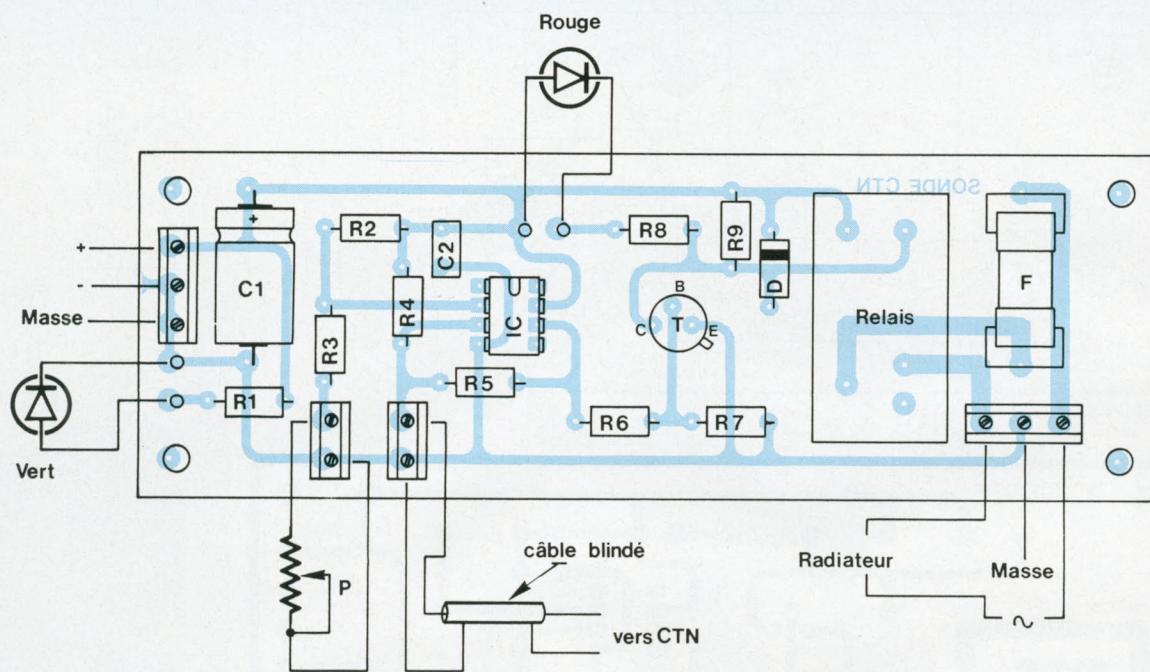 Rouge
SONDE CTN
+
R2
C2
R8
R9
+
-
C1
R4
U
IC
B
C
T
E
D
Relais
F
Masse
R3
R5
R1
R6
R7
Vert
câble blindé
P
vers CTN
Radiateur
Masse
~